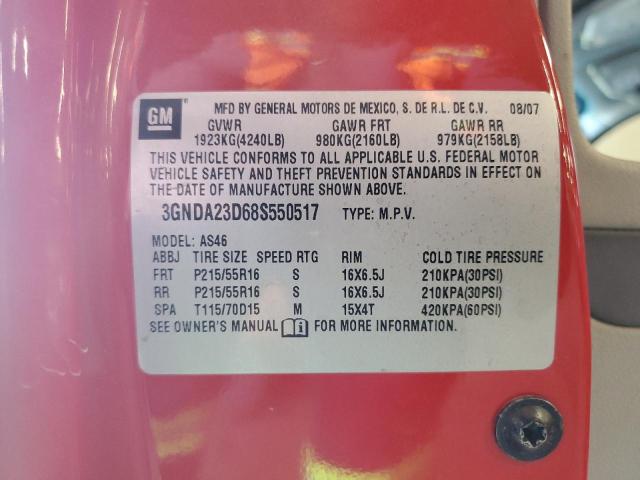 GM
MFD BY GENERAL MOTORS DE MEXICO, S. DE R.L. DE C.V. 08/07
GVWR GAWR FRT GAWR RR
1923KG(4240LB) 980KG(2160LB) 979KG(2158LB)
THIS VEHICLE CONFORMS TO ALL APPLICABLE U.S. FEDERAL MOTOR
VEHICLE SAFETY AND THEFT PREVENTION STANDARDS IN EFFECT ON
THE DATE OF MANUFACTURE SHOWN ABOVE.
3GNDA23D68S550517 TYPE: M.P.V.
MODEL: AS46
ABBJ TIRE SIZE SPEED RTG RIM COLD TIRE PRESSURE
FRT P215/55R16 S 16X6.5J 210KPA(30PSI)
RR P215/55R16 S 16X6.5J 210KPA(30PSI)
SPA T115/70D15 M 15X4T 420KPA(60PSI)
SEE OWNER'S MANUAL FOR MORE INFORMATION.